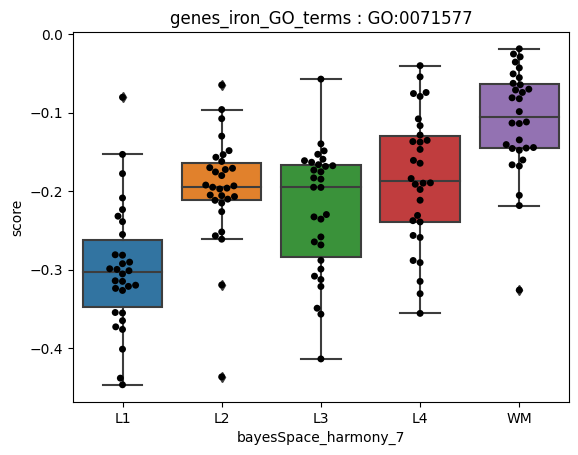 genes_iron_GO_terms : GO:0071577
0.0
−0.1
−0.2
−0.3
−0.4
score
L1 L2 L3 L4 WM
bayesSpace_harmony_7